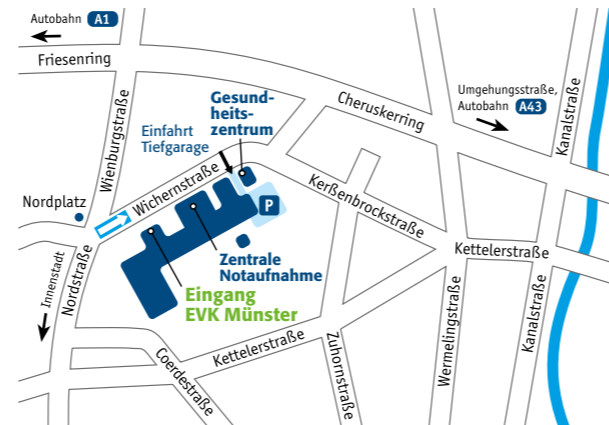 Autobahn A1
Friesenring
Wienburgstraße
Gesund-
heits-
zentrum
Einfahrt
Tiefgarage
Cheruskerring
Umgehungsstraße,
Autobahn A43
Kanalstraße
Wichernstraße
Nordplatz
P
Kerßenbrockstraße
Zentrale
Notaufnahme
Kettelerstraße
Innenstadt
Nordstraße
Eingang
EVK Münster
Coerdestraße
Kettelerstraße
Zuhornstraße
Wermelingstraße
Kanalstraße